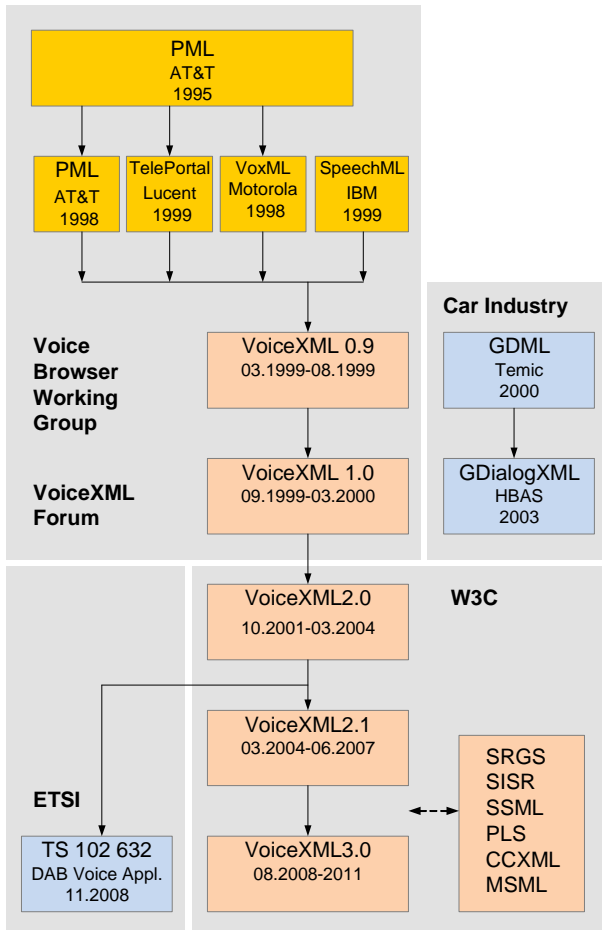 PML
AT&T
1995
PML
AT&T
1998
TelePortal
Lucent
1999
VoxML
Motorola
1998
SpeechML
IBM
1999
Voice
Browser
Working
Group
VoiceXML 0.9
03.1999-08.1999
VoiceXML
Forum
VoiceXML 1.0
09.1999-03.2000
Car Industry
GDML
Temic
2000
GDialogXML
HBAS
2003
W3C
VoiceXML2.0
10.2001-03.2004
VoiceXML2.1
03.2004-06.2007
VoiceXML3.0
08.2008-2011
SRGS
SISR
SSML
PLS
CCXML
MSML
ETSI
TS 102 632
DAB Voice Appl.
11.2008